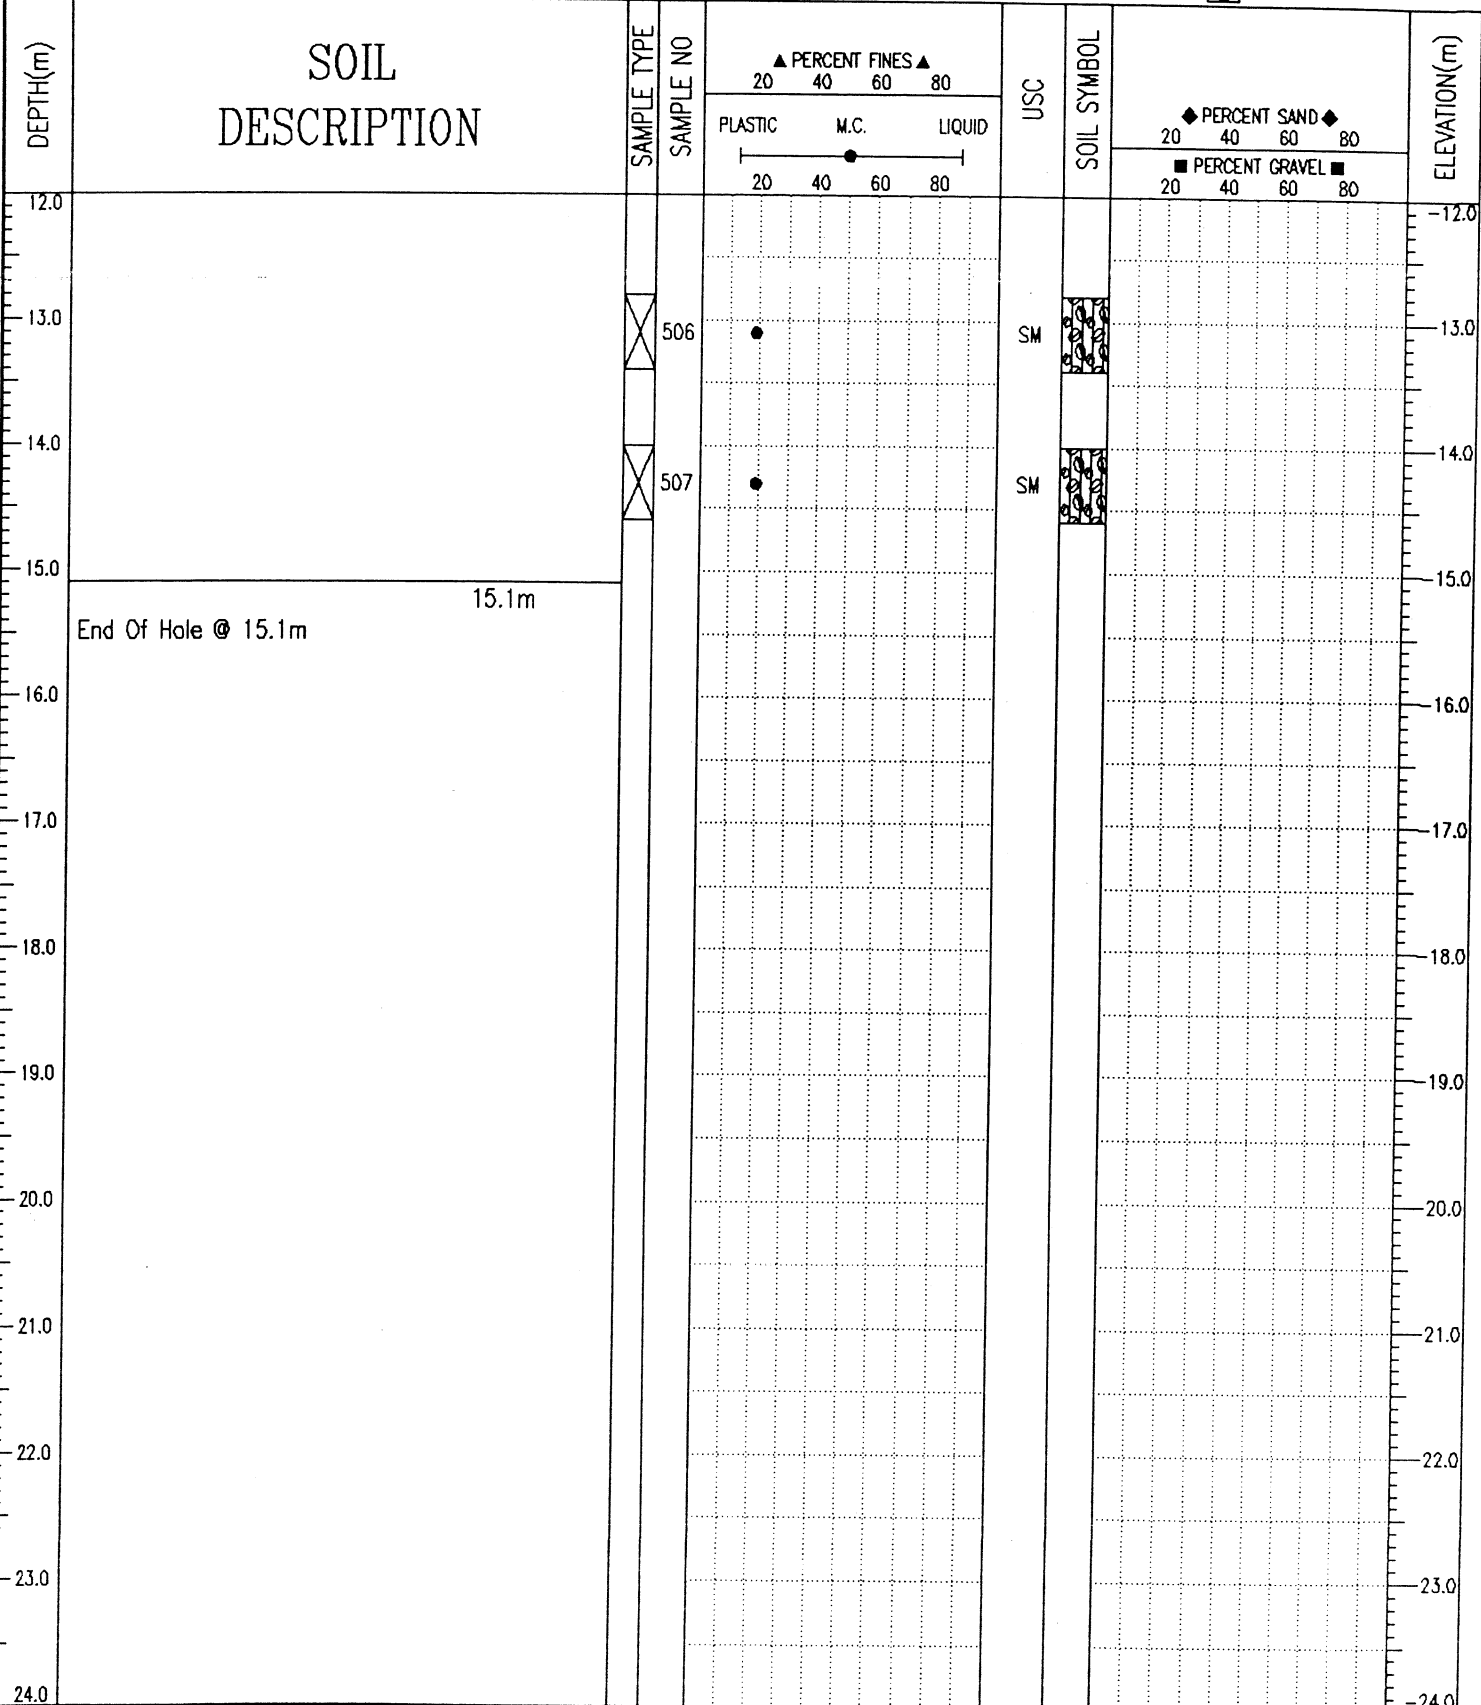 DEPTH(m)
SOIL
DESCRIPTION
SAMPLE TYPE
SAMPLE NO
▲ PERCENT FINES ▲
20 40 60 80
PLASTIC M.C. LIQUID
20 40 60 80
USC
SOIL SYMBOL
◆ PERCENT SAND ◆
20 40 60 80
■ PERCENT GRAVEL ■
20 40 60 80
ELEVATION(m)
12.0 -12.0
13.0 506 SM -13.0
14.0 -14.0
507 SM
15.0 -15.0
15.1m
End Of Hole @ 15.1m
16.0 -16.0
17.0 -17.0
18.0 -18.0
19.0 -19.0
20.0 -20.0
21.0 -21.0
22.0 -22.0
23.0 -23.0
24.0 -24.0